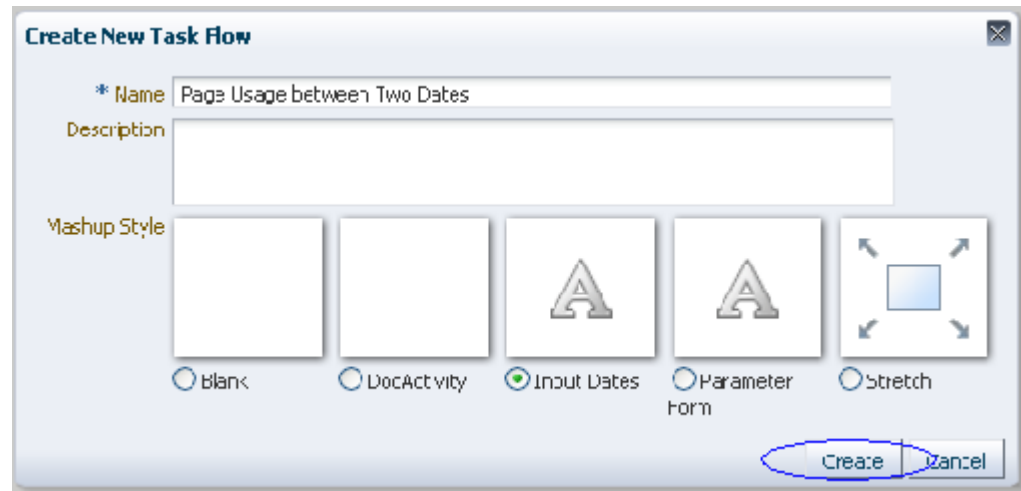 Create New Task Flow
* Name Page Usage between Two Dates
Description
Mashup Style
A A
Blank DocActivity Input Dates Parameter Form Stretch
Create Cancel